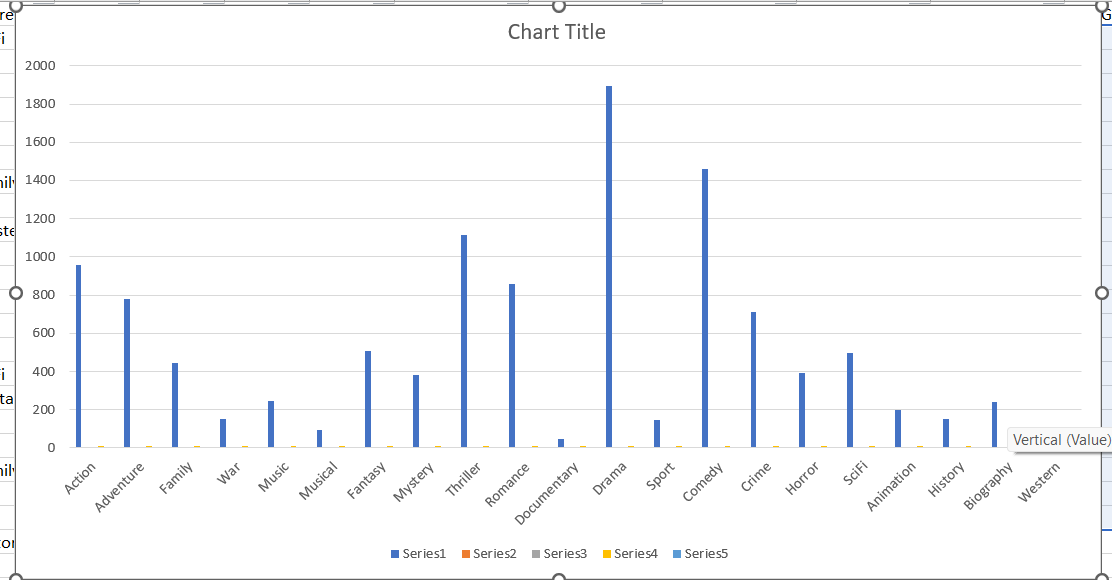 Chart Title
2000
1800
1600
1400
1200
1000
800
600
400
200
0
Action
Adventure
Family
War
Music
Musical
Fantasy
Mystery
Thriller
Romance
Documentary
Drama
Sport
Comedy
Crime
Horror
SciFi
Animation
History
Biography
Western
Vertical (Value)
Series1 Series2 Series3 Series4 Series5